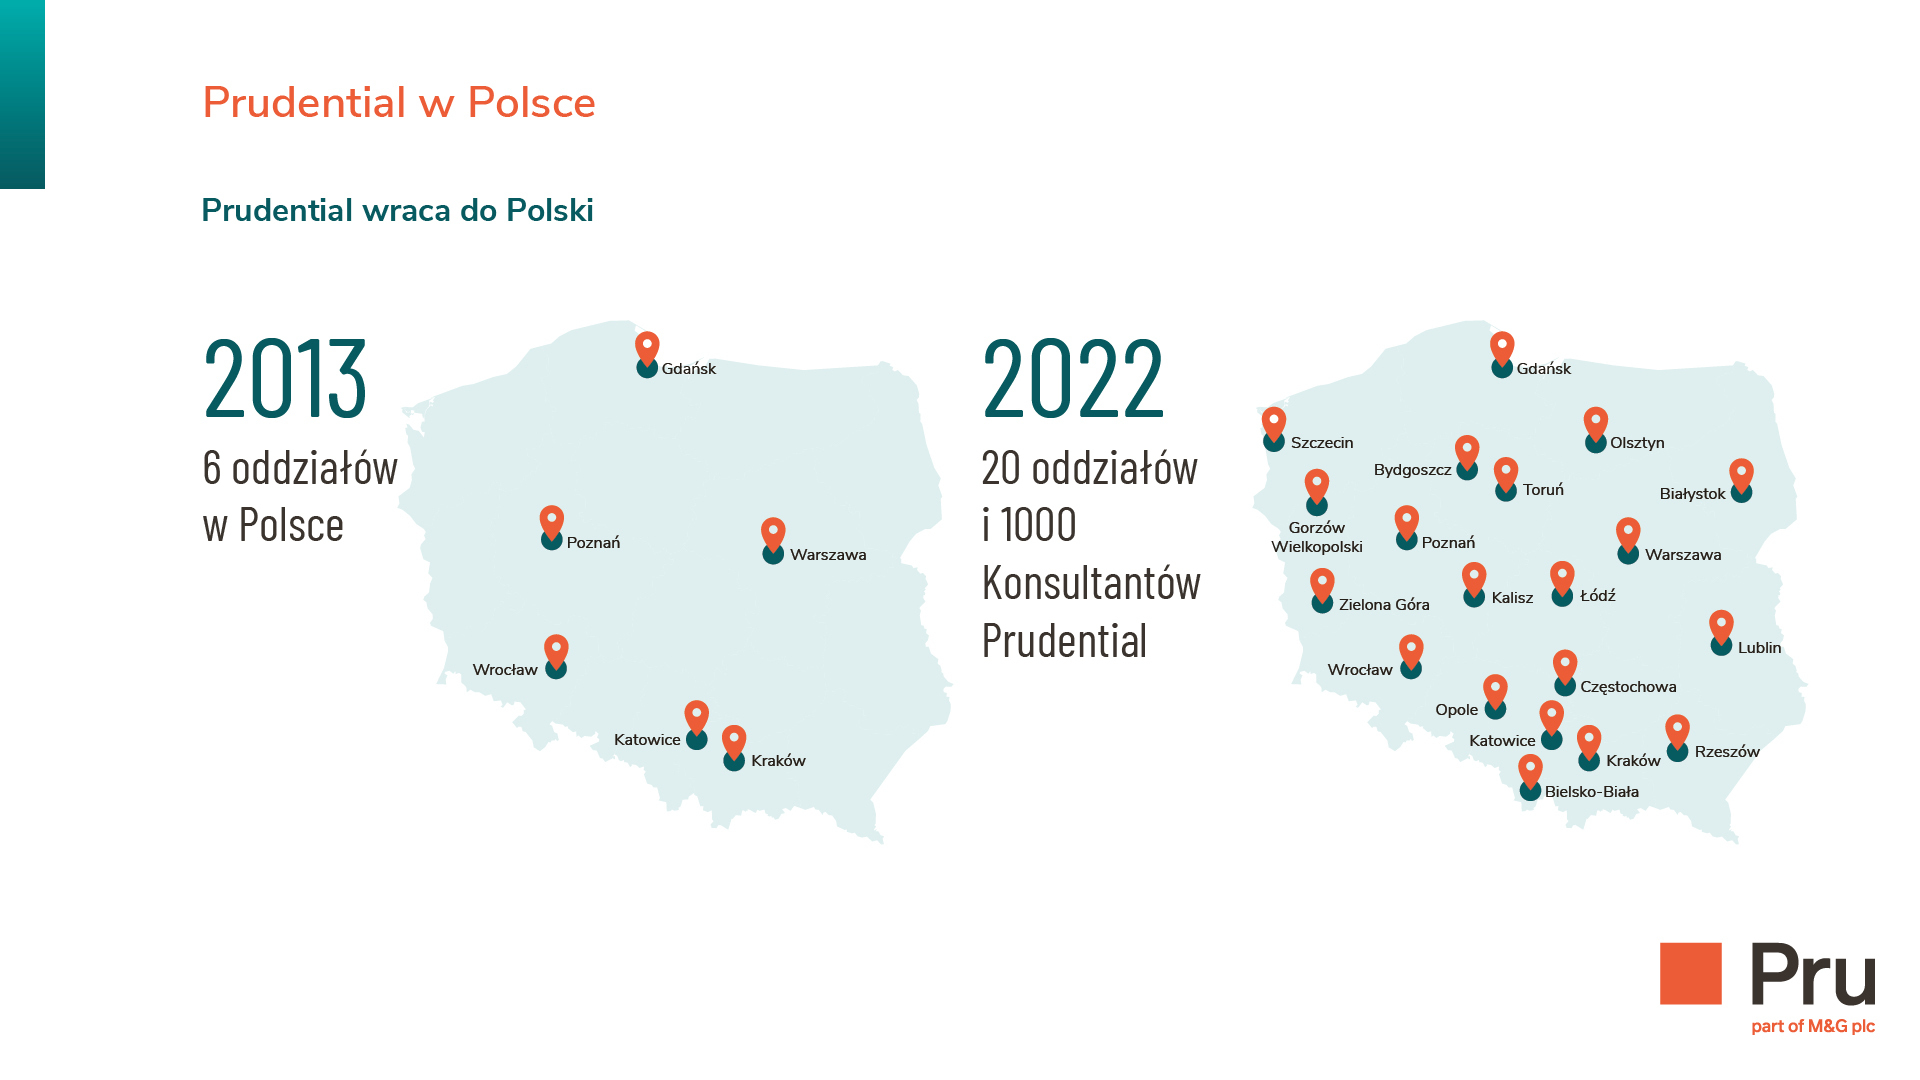 Prudential w Polsce
Prudential wraca do Polski
2013
6 oddziałów
w Polsce
Gdańsk
Poznań
Warszawa
Wrocław
Katowice
Kraków
2022
20 oddziałów
i 1000
Konsultantów
Prudential
Gdańsk
Szczecin
Olsztyn
Bydgoszcz
Toruń
Białystok
Gorzów
Wielkopolski
Poznań
Warszawa
Zielona Góra
Kalisz
Łódź
Lublin
Wrocław
Częstochowa
Opole
Katowice
Kraków
Rzeszów
Bielsko-Biała
Pru
part of M&G plc